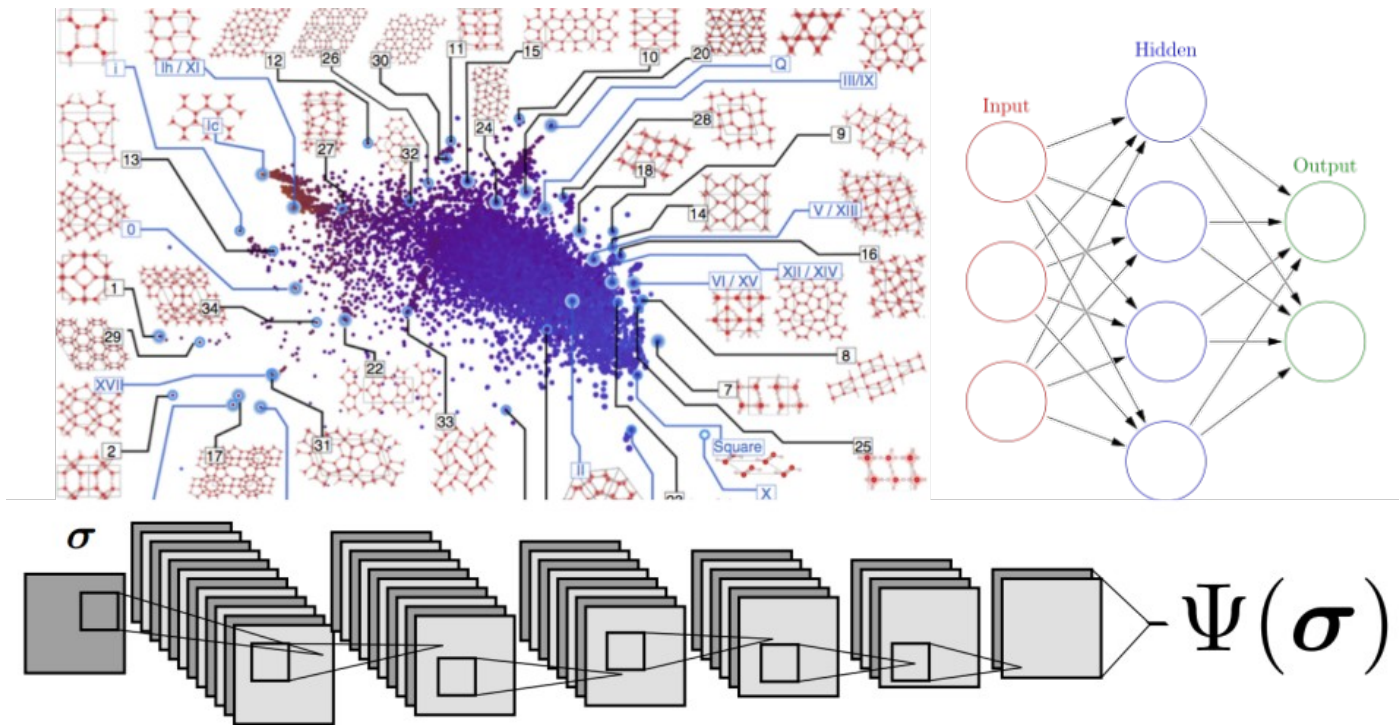 11
15
12
26
30
10
20
Q
i
Ih / XI
III/IX
Ic
28
9
24
27
32
18
13
14
V / XIII
0
16
XII / XIV
VI / XV
1
34
29
8
22
7
XVII
33
31
2
17
Square
25
II
X
Hidden
Input
Output
σ
Ψ(σ)